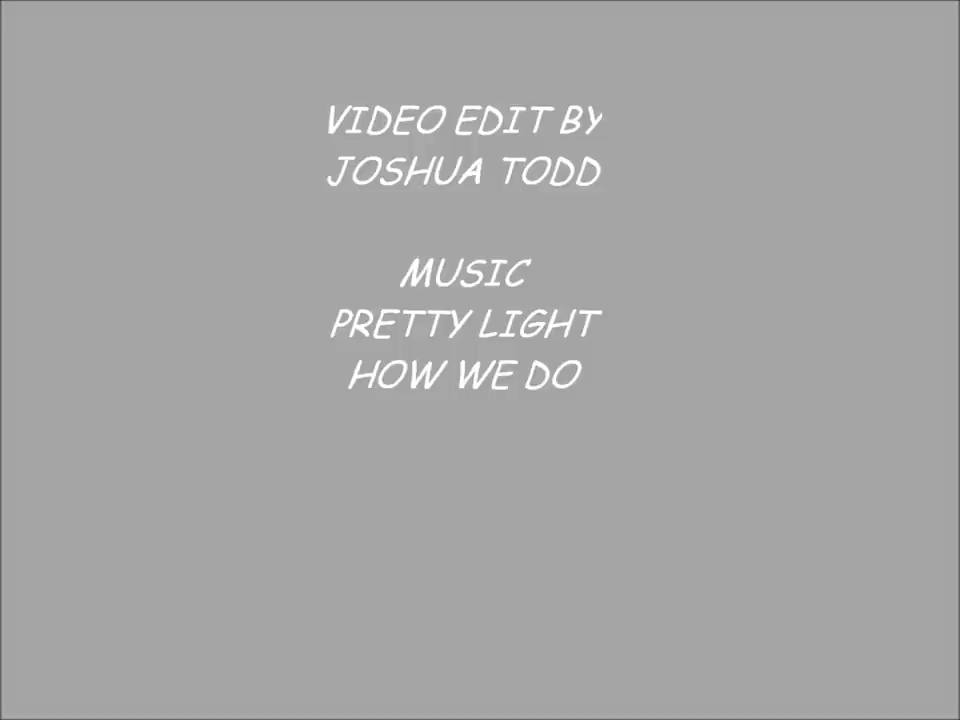 VIDEO EDIT BY
JOSHUA TODD
MUSIC
PRETTY LIGHT
HOW WE DO